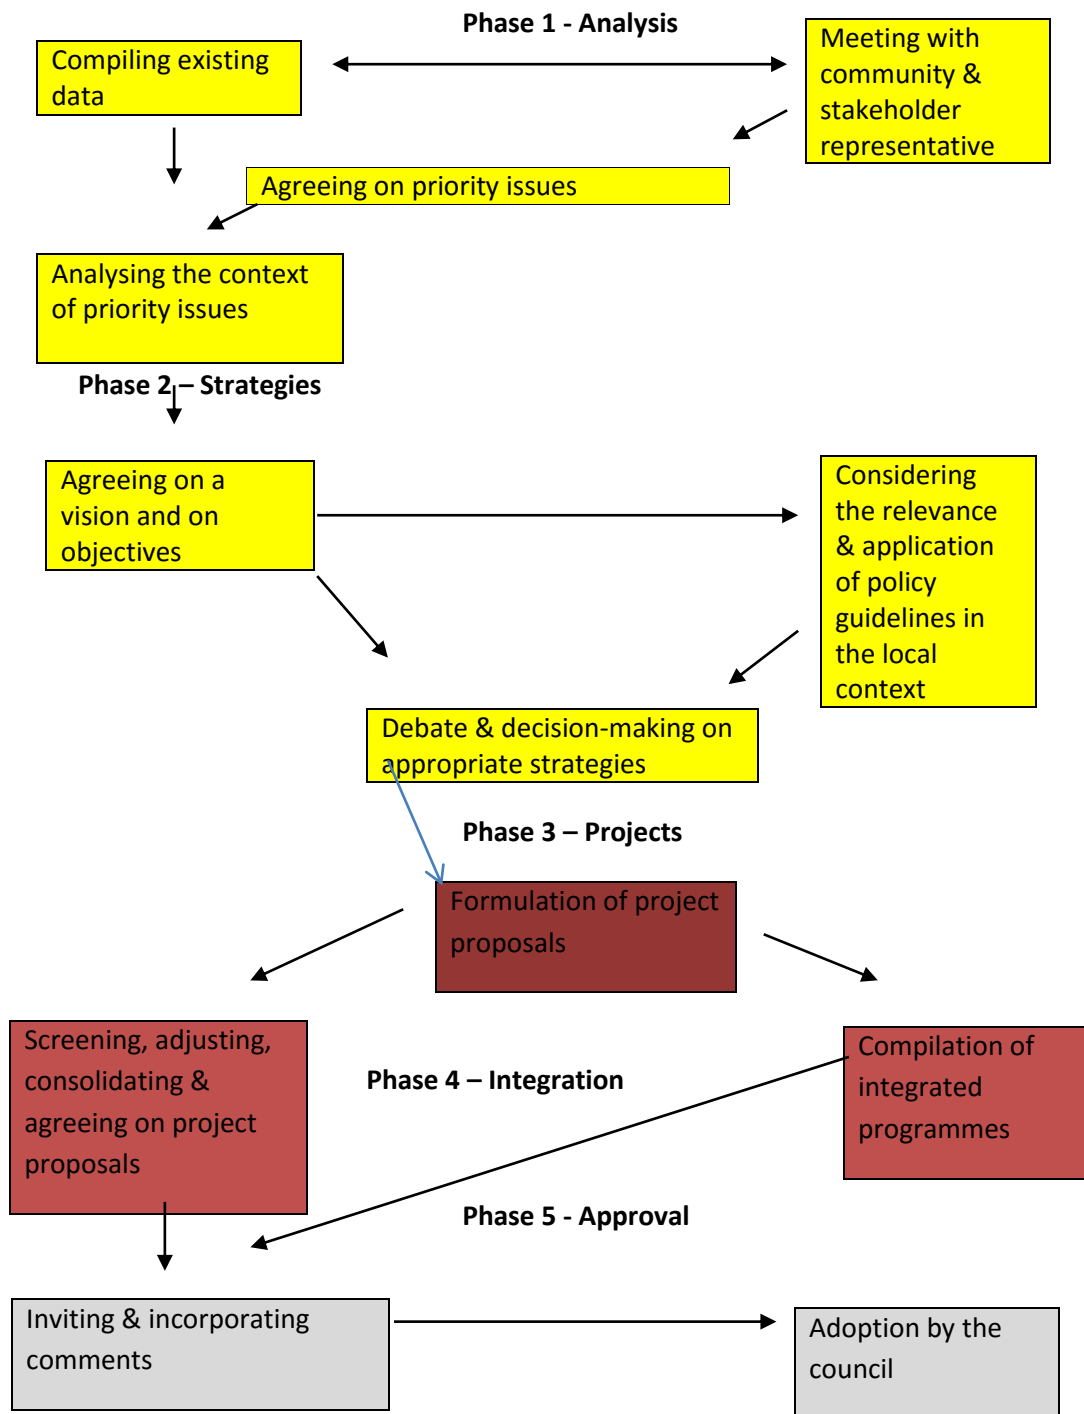 Phase 1 - Analysis
Compiling existing
data
Meeting with
community &
stakeholder
representative
Agreeing on priority issues
Analysing the context
of priority issues
Phase 2 – Strategies
Agreeing on a
vision and on
objectives
Considering
the relevance
& application
of policy
guidelines in
the local
context
Debate & decision-making on
appropriate strategies
Phase 3 – Projects
Formulation of project
proposals
Screening, adjusting,
consolidating &
agreeing on project
proposals
Phase 4 – Integration
Compilation of
integrated
programmes
Phase 5 - Approval
Inviting & incorporating
comments
Adoption by the
council